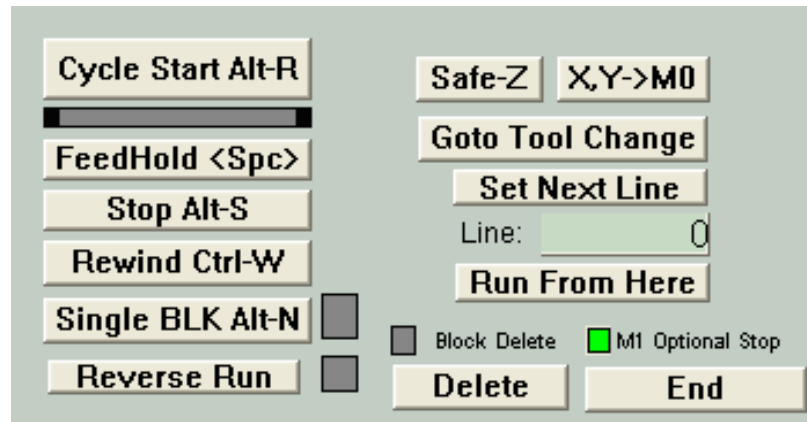 Cycle Start Alt-R
FeedHold <Spc>
Stop Alt-S
Rewind Ctrl-W
Single BLK Alt-N
Reverse Run
Safe-Z X,Y->M0
Goto Tool Change
Set Next Line
Line: 0
Run From Here
Block Delete M1 Optional Stop
Delete End